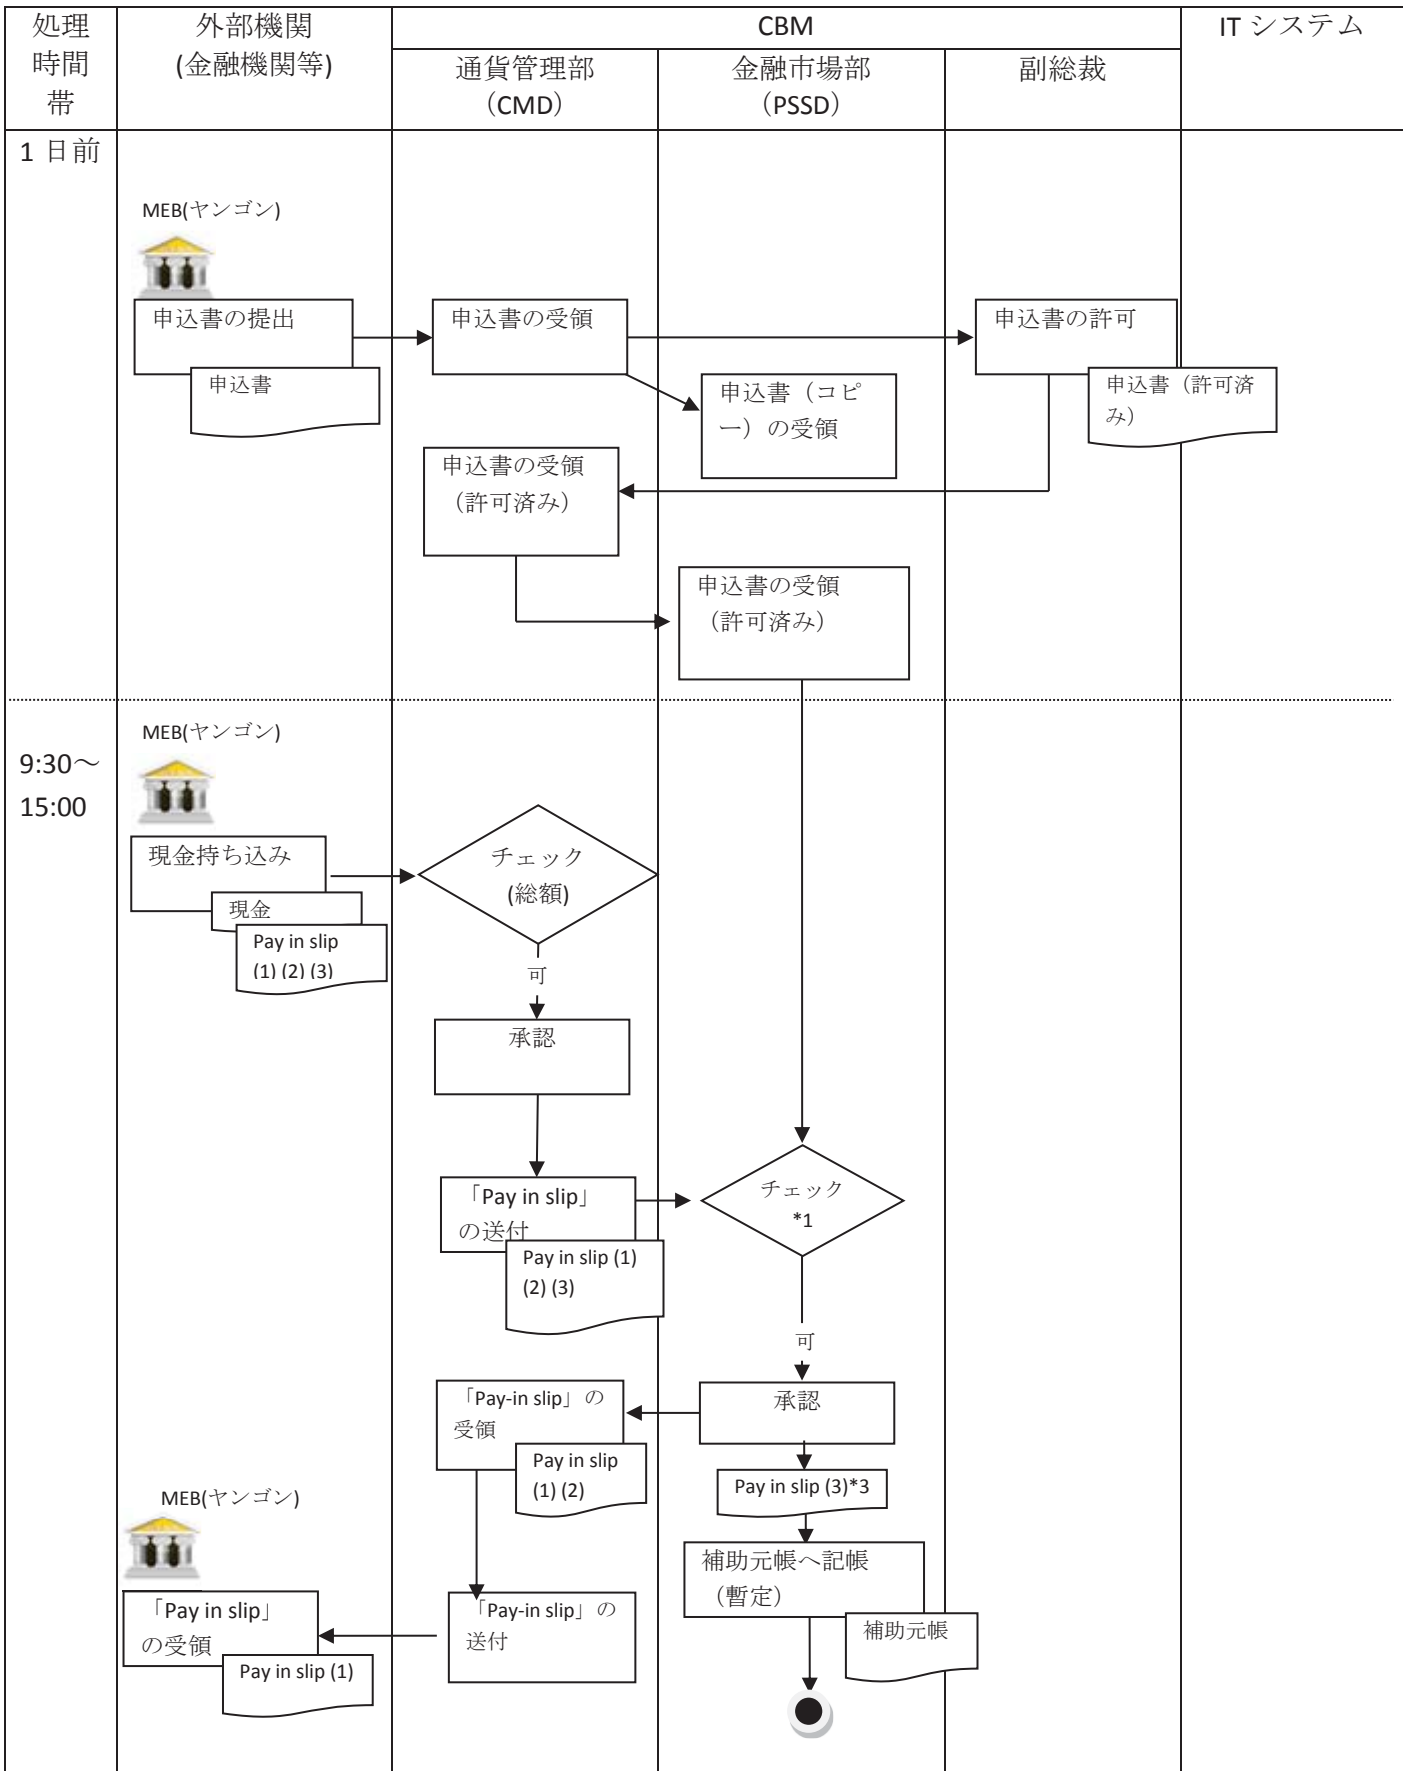 処理
時間
帯
外部機関
(金融機関等)
CBM
IT システム
通貨管理部
（CMD）
金融市場部
（PSSD）
副総裁
1 日前
MEB(ヤンゴン)
申込書の提出
申込書
申込書の受領
申込書の許可
申込書（許可済
み）
申込書（コピ
ー）の受領
申込書の受領
（許可済み）
申込書の受領
（許可済み）
9:30～
15:00
MEB(ヤンゴン)
現金持ち込み
現金
Pay in slip
(1) (2) (3)
チェック
(総額)
可
承認
「Pay in slip」
の送付
Pay in slip (1)
(2) (3)
チェック
*1
可
承認
「Pay-in slip」の
受領
Pay in slip
(1) (2)
Pay in slip (3)*3
補助元帳へ記帳
（暫定）
補助元帳
「Pay-in slip」の
送付
MEB(ヤンゴン)
「Pay in slip」
の受領
Pay in slip (1)